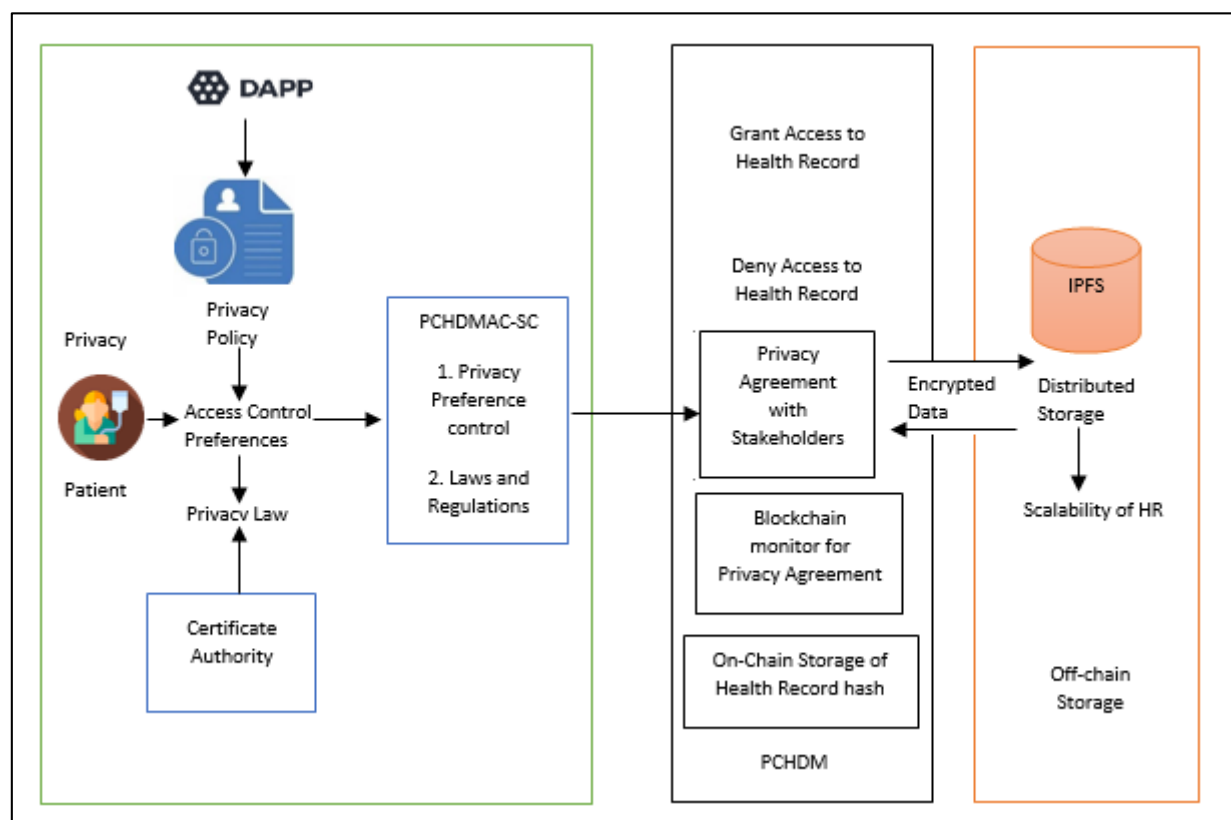 DAPP
Privacy
Policy
Privacy
Patient
Access Control
Preferences
Privacy Law
Certificate
Authority
PCHDMAC-SC
1. Privacy
Preference
control
2. Laws and
Regulations
Grant Access to
Health Record
Deny Access to
Health Record
Privacy
Agreement
with
Stakeholders
Blockchain
monitor for
Privacy Agreement
On-Chain Storage of
Health Record hash
PCHDM
Encrypted
Data
IPFS
Distributed
Storage
Scalability of HR
Off-chain
Storage